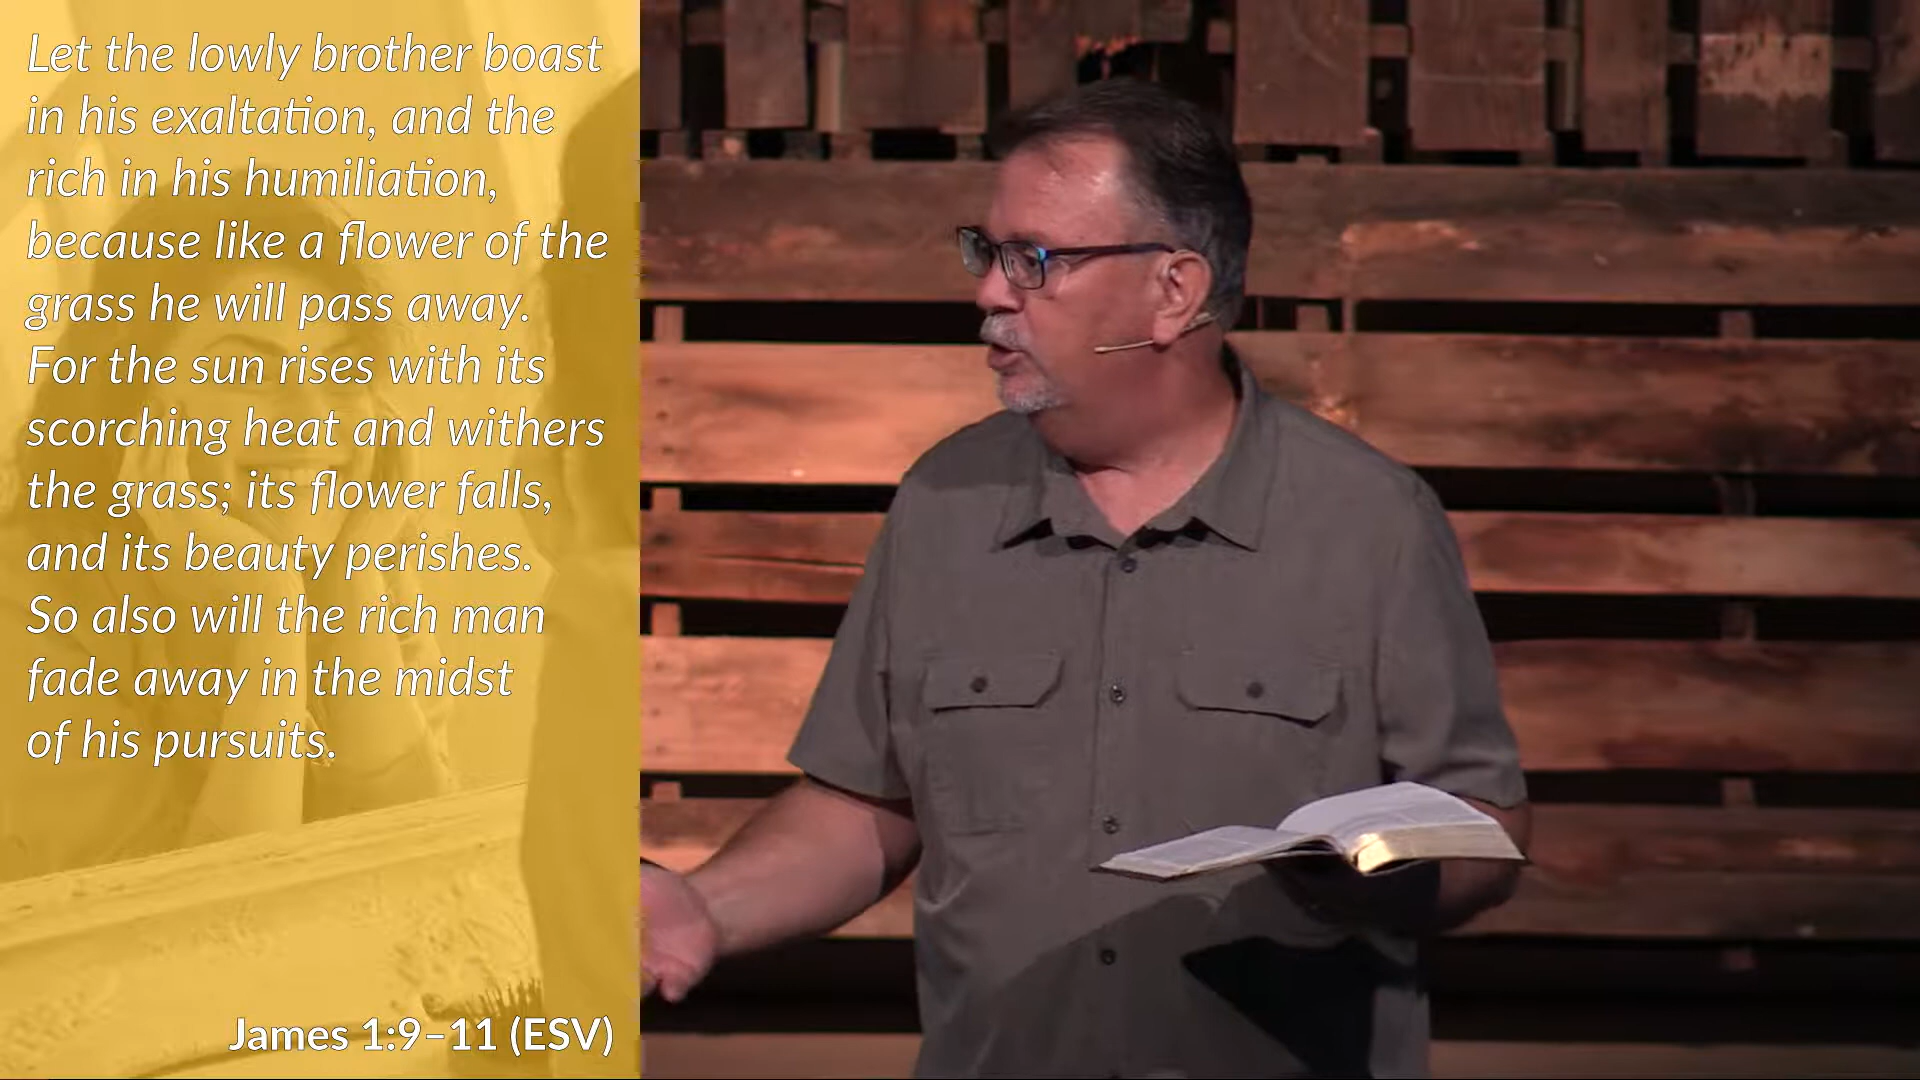 Let the lowly brother boast
in his exaltation, and the
rich in his humiliation,
because like a flower of the
grass he will pass away.
For the sun rises with its
scorching heat and withers
the grass; its flower falls,
and its beauty perishes.
So also will the rich man
fade away in the midst
of his pursuits.
James 1:9–11 (ESV)